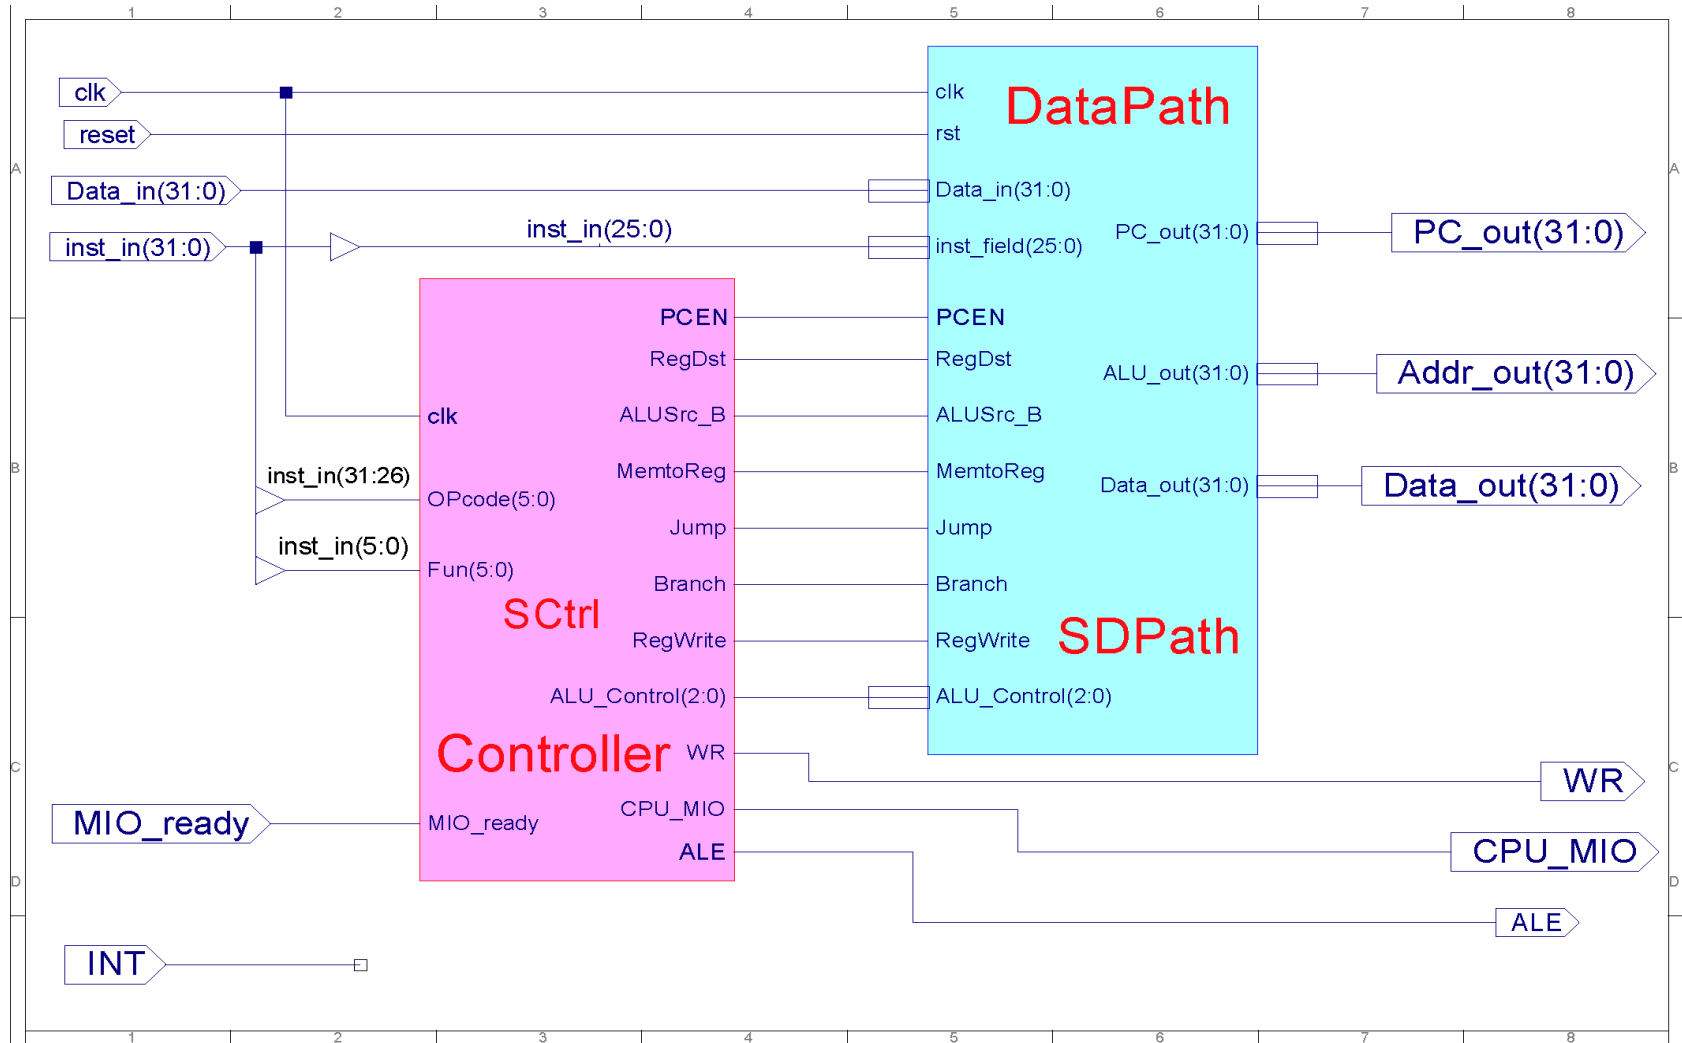 1 2 3 4 5 6 7 8
clk
reset
Data_in(31:0)
inst_in(31:0)
inst_in(25:0)
DataPath
clk
rst
Data_in(31:0)
inst_field(25:0)
PCEN
RegDst
ALUSrc_B
MemtoReg
Jump
Branch
RegWrite
ALU_Control(2:0)
SDPath
PC_out(31:0)
ALU_out(31:0)
Data_out(31:0)
PC_out(31:0)
Addr_out(31:0)
Data_out(31:0)
PCEN
RegDst
ALUSrc_B
MemtoReg
Jump
Branch
RegWrite
ALU_Control(2:0)
WR
CPU_MIO
ALE
clk
inst_in(31:26)
OPcode(5:0)
inst_in(5:0)
Fun(5:0)
SCtrl
Controller
MIO_ready
MIO_ready
INT
WR
CPU_MIO
ALE
A
B
C
D
A
B
C
D
1 2 3 4 5 6 7 8